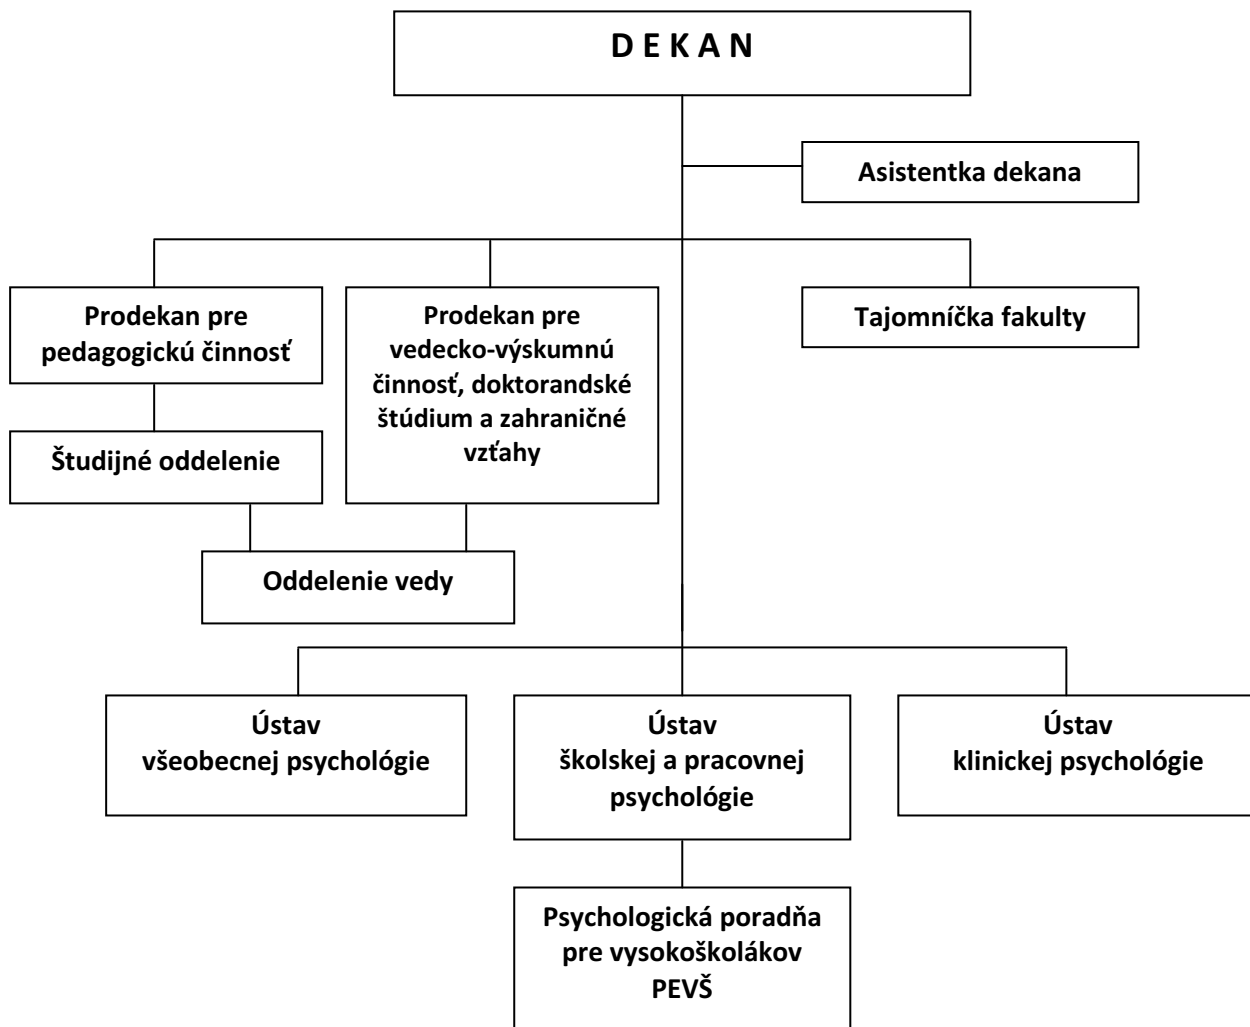 D E K A N
Asistentka dekana
Prodekan pre
pedagogickú činnosť
Prodekan pre
vedecko-výskumnú
činnosť, doktorandské
štúdium a zahraničné
vzťahy
Tajomníčka fakulty
Študijné oddelenie
Oddelenie vedy
Ústav
všeobecnej psychológie
Ústav
školskej a pracovnej
psychológie
Ústav
klinickej psychológie
Psychologická poradňa
pre vysokoškolákov
PEVŠ